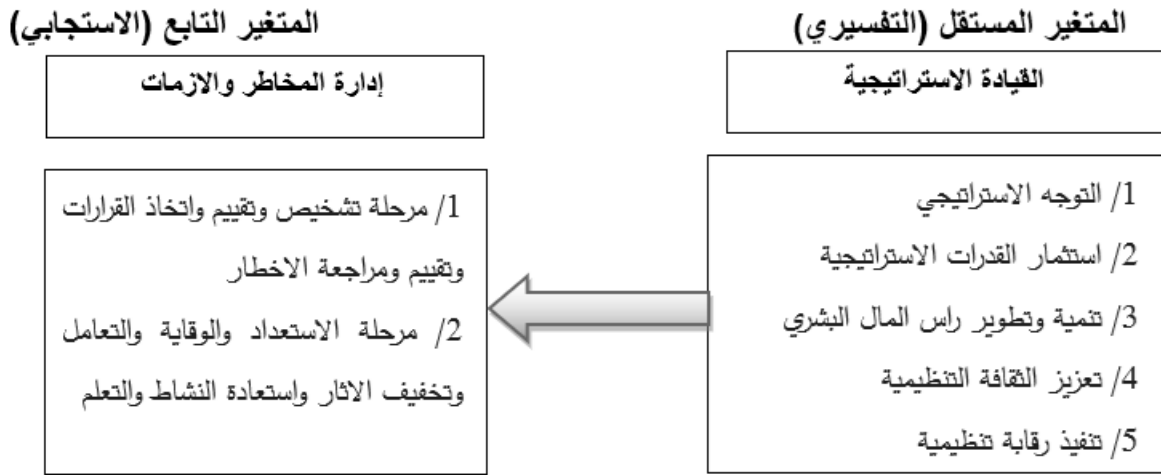 المتغير المستقل (التفسيري)
القيادة الاستراتيجية
1/ التوجه الاستراتيجي
2/ استثمار القدرات الاستراتيجية
3/ تنمية وتطوير راس المال البشري
4/ تعزيز الثقافة التنظيمية
5/ تنفيذ رقابة تنظيمية
المتغير التابع (الاستجابي)
إدارة المخاطر والازمات
1/ مرحلة تشخيص وتقييم واتخاذ القرارات
وتقييم ومراجعة الاخطار
2/ مرحلة الاستعداد والوقاية والتعامل
وتخفيف الاثار واستعادة النشاط والتعلم